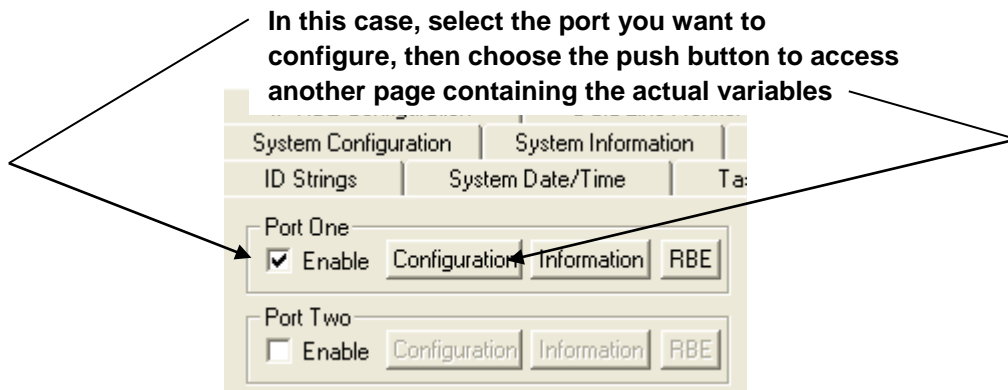 In this case, select the port you want to
configure, then choose the push button to access
another page containing the actual variables
System Configuration System Information
ID Strings System Date/Time
Port One
Enable Configuration Information RBE
Port Two
Enable Configuration Information RBE